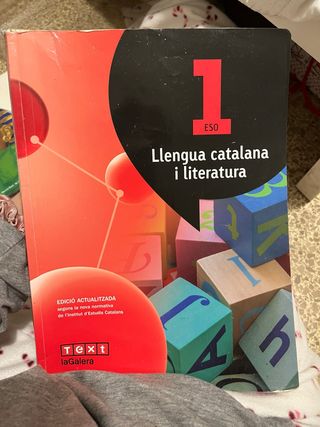 1
ESO
Llengua catalana
i literatura
EDICIÓ ACTUALITZADA
segons la nova normativa
de l'Institut d'Estudis Catalans
TEXT
laGalera